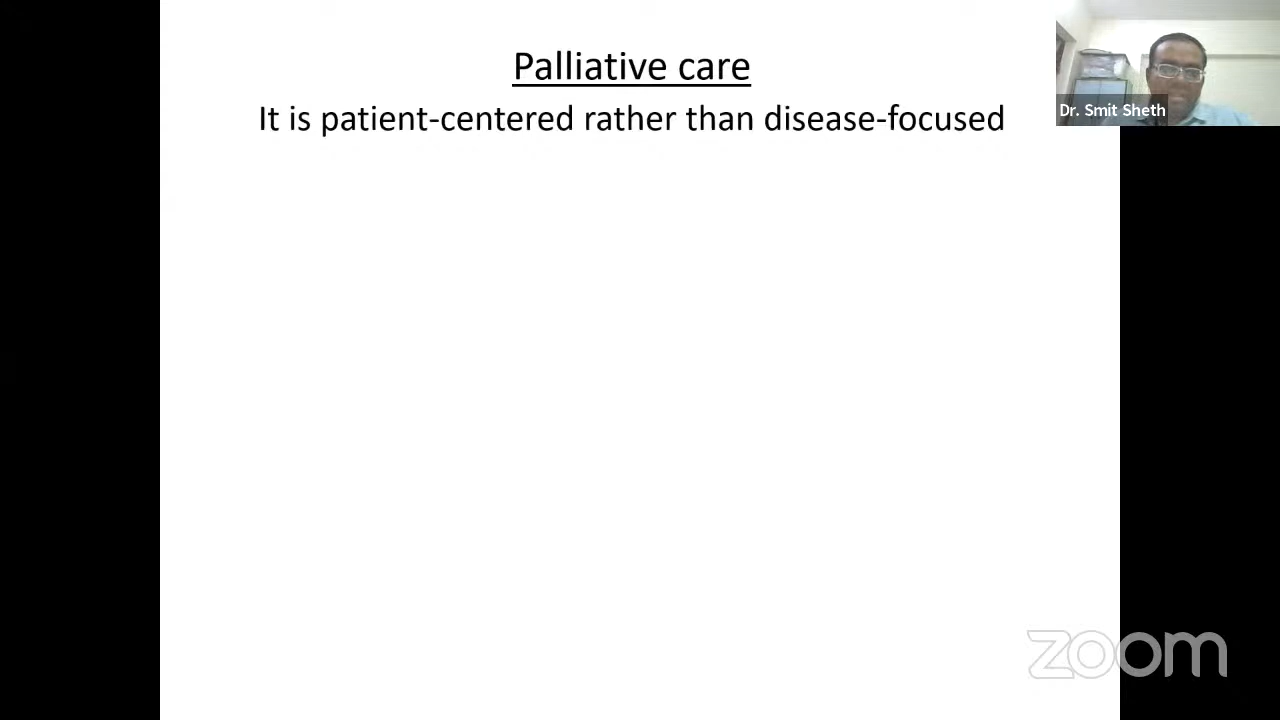 Palliative care
It is patient-centered rather than disease-focused
Dr. Smit Sheth
zoom